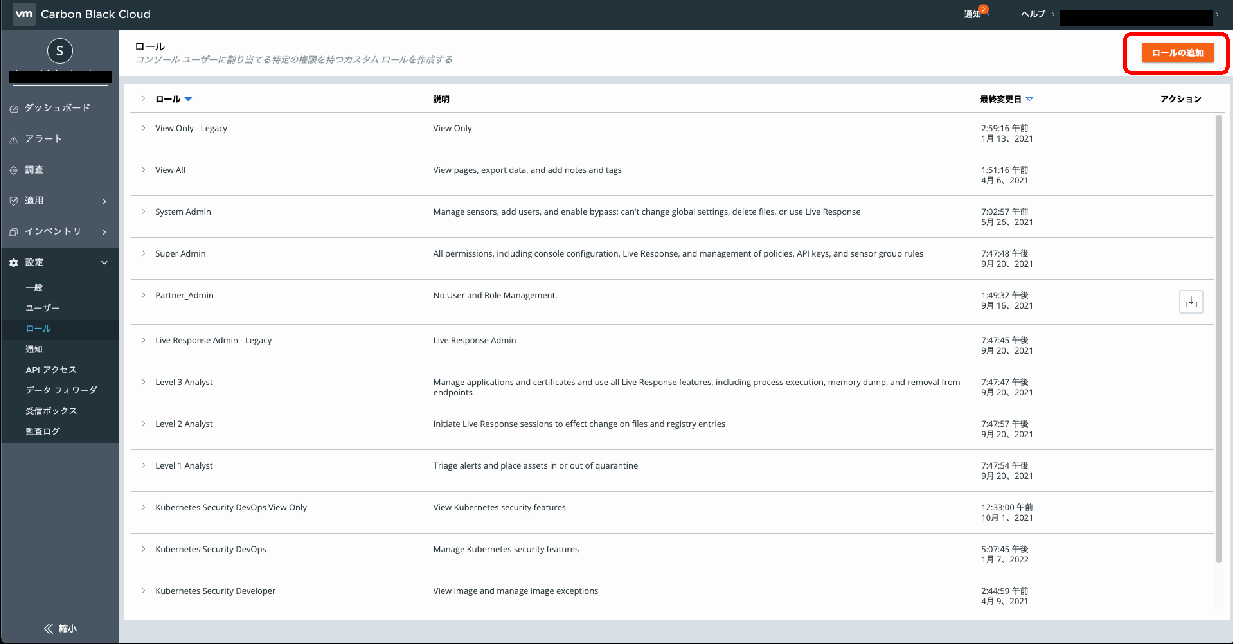 vm Carbon Black Cloud
通知 2
ヘルプ
S
ロール
コンソール ユーザーに割り当てる特定の権限を持つカスタム ロールを作成する
ロールの追加
ダッシュボード
アラート
調査
適用
インベントリ
設定
一般
ユーザー
ロール
通知
API アクセス
データ フォワーダ
受信ボックス
監査ログ
縮小
ロール 説明 最終変更日 アクション
View Only - Legacy View Only 2:59:16 午前
1月 13、2021
View All View pages, export data, and add notes and tags 1:51:16 午前
4月 6、2021
System Admin Manage sensors, add users, and enable bypass; can't change global settings, delete files, or use Live Response 7:02:57 午前
5月 26、2021
Super Admin All permissions, including console configuration, Live Response, and management of policies, API keys, and sensor group rules 7:47:48 午後
9月 20、2021
Partner_Admin No User and Role Management. 1:49:32 午後
9月 16、2021
Live Response Admin - Legacy Live Response Admin 7:47:45 午後
9月 20、2021
Level 3 Analyst Manage applications and certificates and use all Live Response features, including process execution, memory dump, and removal from 7:47:47 午後
endpoints 9月 20、2021
Level 2 Analyst Initiate Live Response sessions to effect change on files and registry entries 7:47:57 午後
9月 20、2021
Level 1 Analyst Triage alerts and place assets in or out of quarantine 7:47:54 午後
9月 20、2021
Kubernetes Security DevOps View Only View Kubernetes security features 12:33:00 午前
10月 1、2021
Kubernetes Security DevOps Manage Kubernetes security features 5:07:45 午後
1月 7、2022
Kubernetes Security Developer View image and manage image exceptions 2:44:59 午前
4月 9、2021